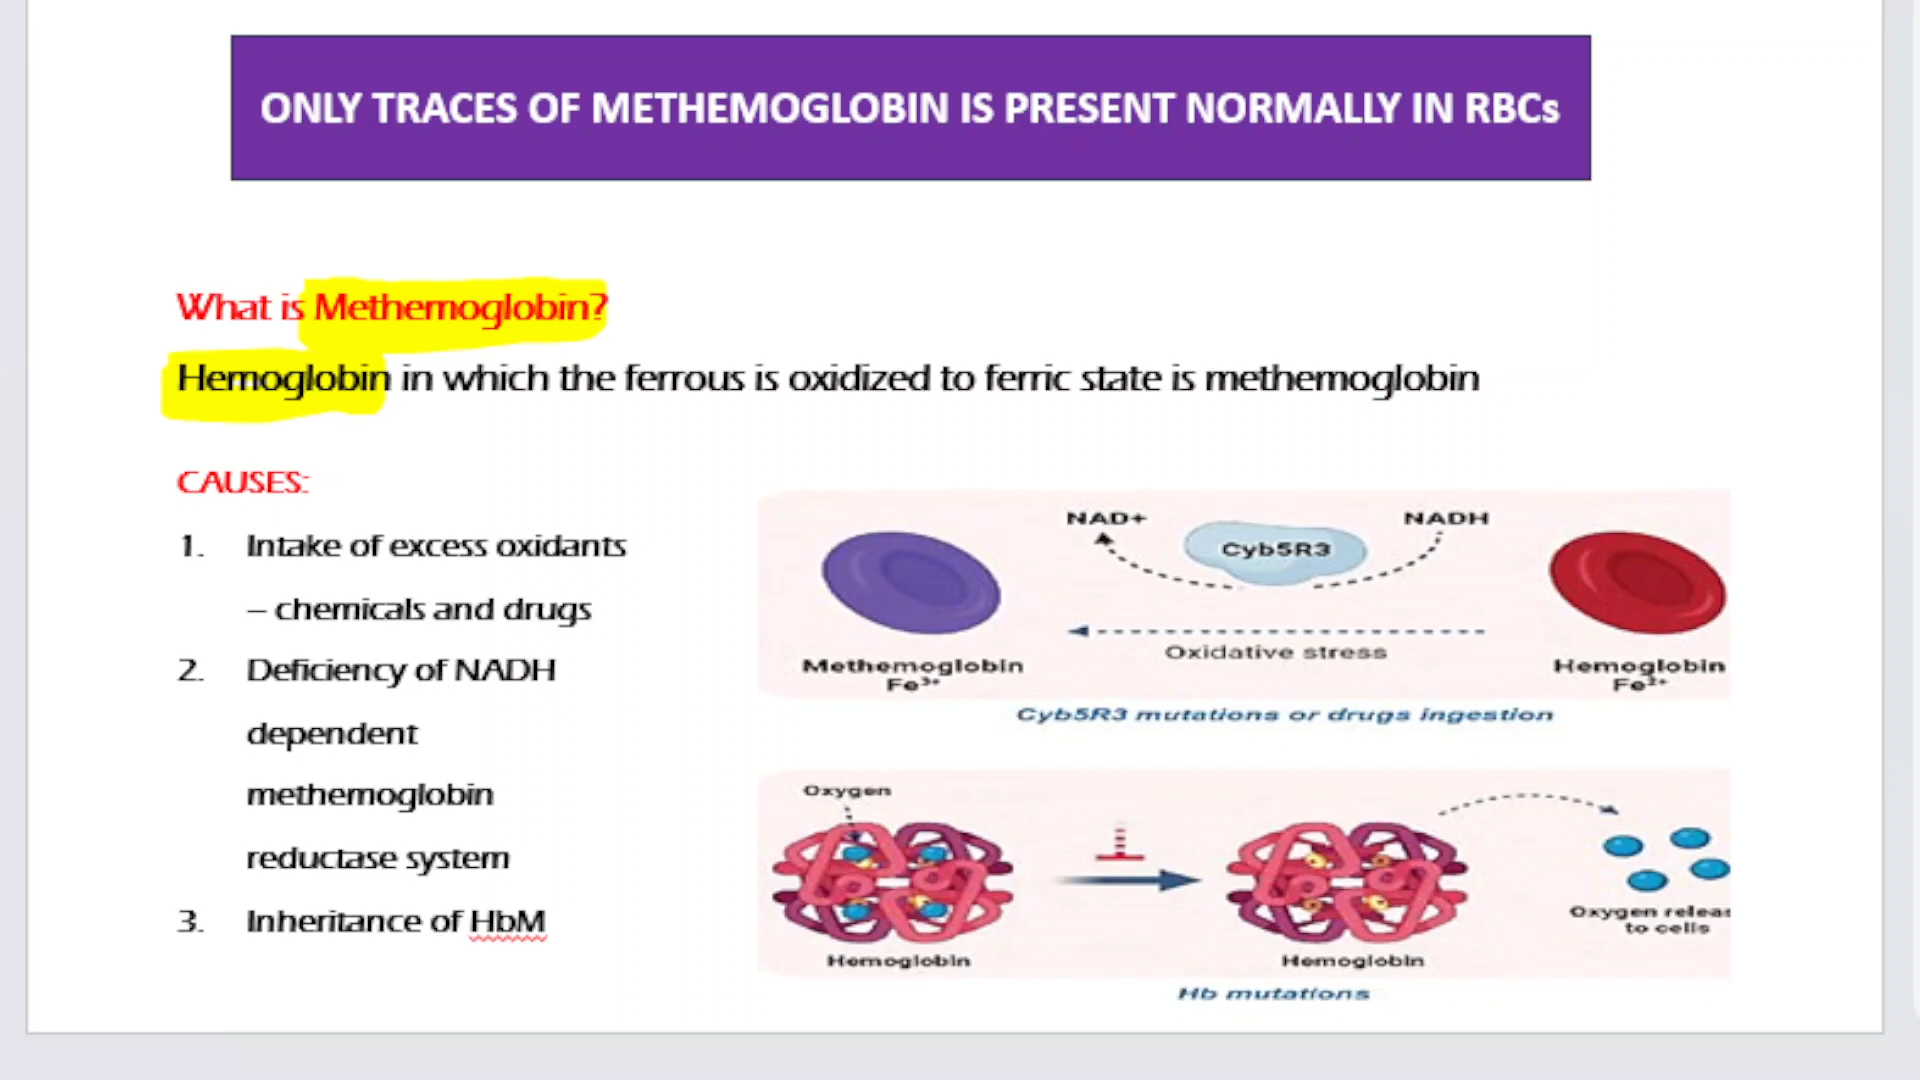 ONLY TRACES OF METHEMOGLOBIN IS PRESENT NORMALLY IN RBCs
What is Methemoglobin?
Hemoglobin in which the ferrous is oxidized to ferric state is methemoglobin
CAUSES:
1. Intake of excess oxidants
– chemicals and drugs
2. Deficiency of NADH
dependent
methemoglobin
reductase system
3. Inheritance of HbM
NAD+ Cyb5R3 NADH
Oxidative stress
Methemoglobin
Fe³⁺
Hemoglobin
Fe²⁺
Cyb5R3 mutations or drugs ingestion
Oxygen
Oxygen releas
to cells
Hemoglobin
Hemoglobin
Hb mutations